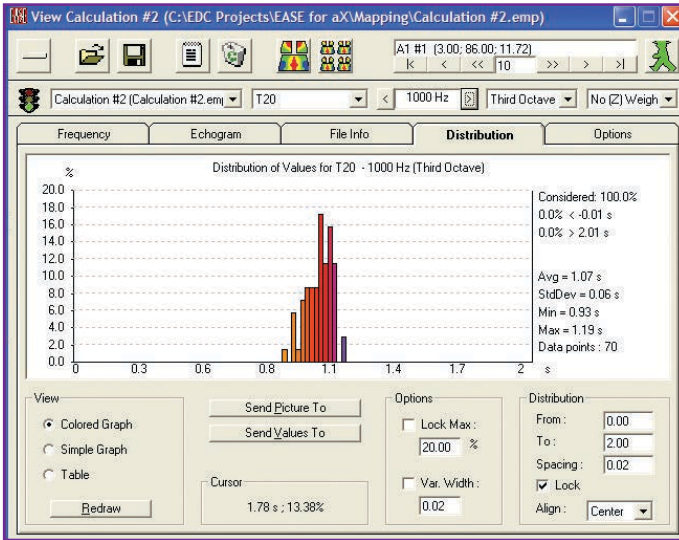 View Calculation #2 (C:\EDC Projects\EASE for aX\Mapping\Calculation #2.emp)
A1 #1 (3.00; 86.00; 11.72)
10
Calculation #2 (Calculation #2.em
T20
1000 Hz
Third Octave
No (Z) Weigh
Frequency
Echogram
File Info
Distribution
Options
Distribution of Values for T20 - 1000 Hz (Third Octave)
%
20.0
18.0
16.0
14.0
12.0
10.0
8.0
6.0
4.0
2.0
0.0
0 0.3 0.6 0.8 1.1 1.4 1.7 2 s
Considered: 100.0%
0.0% < -0.01 s
0.0% > 2.01 s
Avg = 1.07 s
StdDev = 0.06 s
Min = 0.93 s
Max = 1.19 s
Data points : 70
View
Colored Graph
Simple Graph
Table
Redraw
Send Picture To
Send Values To
Cursor
1.78 s ; 13.38%
Options
Lock Max :
20.00 %
Var. Width :
0.02
Distribution
From : 0.00
To : 2.00
Spacing : 0.02
Lock
Align : Center